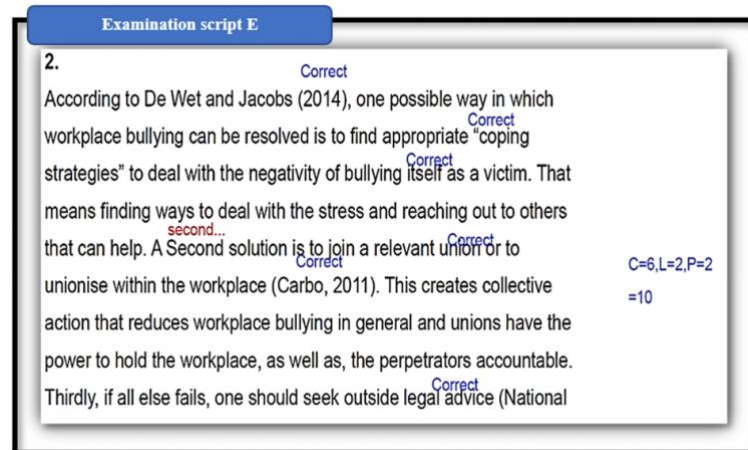 Examination script E
2.
Correct
According to De Wet and Jacobs (2014), one possible way in which
Correct
workplace bullying can be resolved is to find appropriate “coping
Correct
strategies” to deal with the negativity of bullying itself as a victim. That
means finding ways to deal with the stress and reaching out to others
second...
that can help. A Second solution is to join a relevant union or to
Correct
Correct
unionise within the workplace (Carbo, 2011). This creates collective
C=6,L=2,P=2
=10
action that reduces workplace bullying in general and unions have the
power to hold the workplace, as well as, the perpetrators accountable.
Correct
Thirdly, if all else fails, one should seek outside legal advice (National